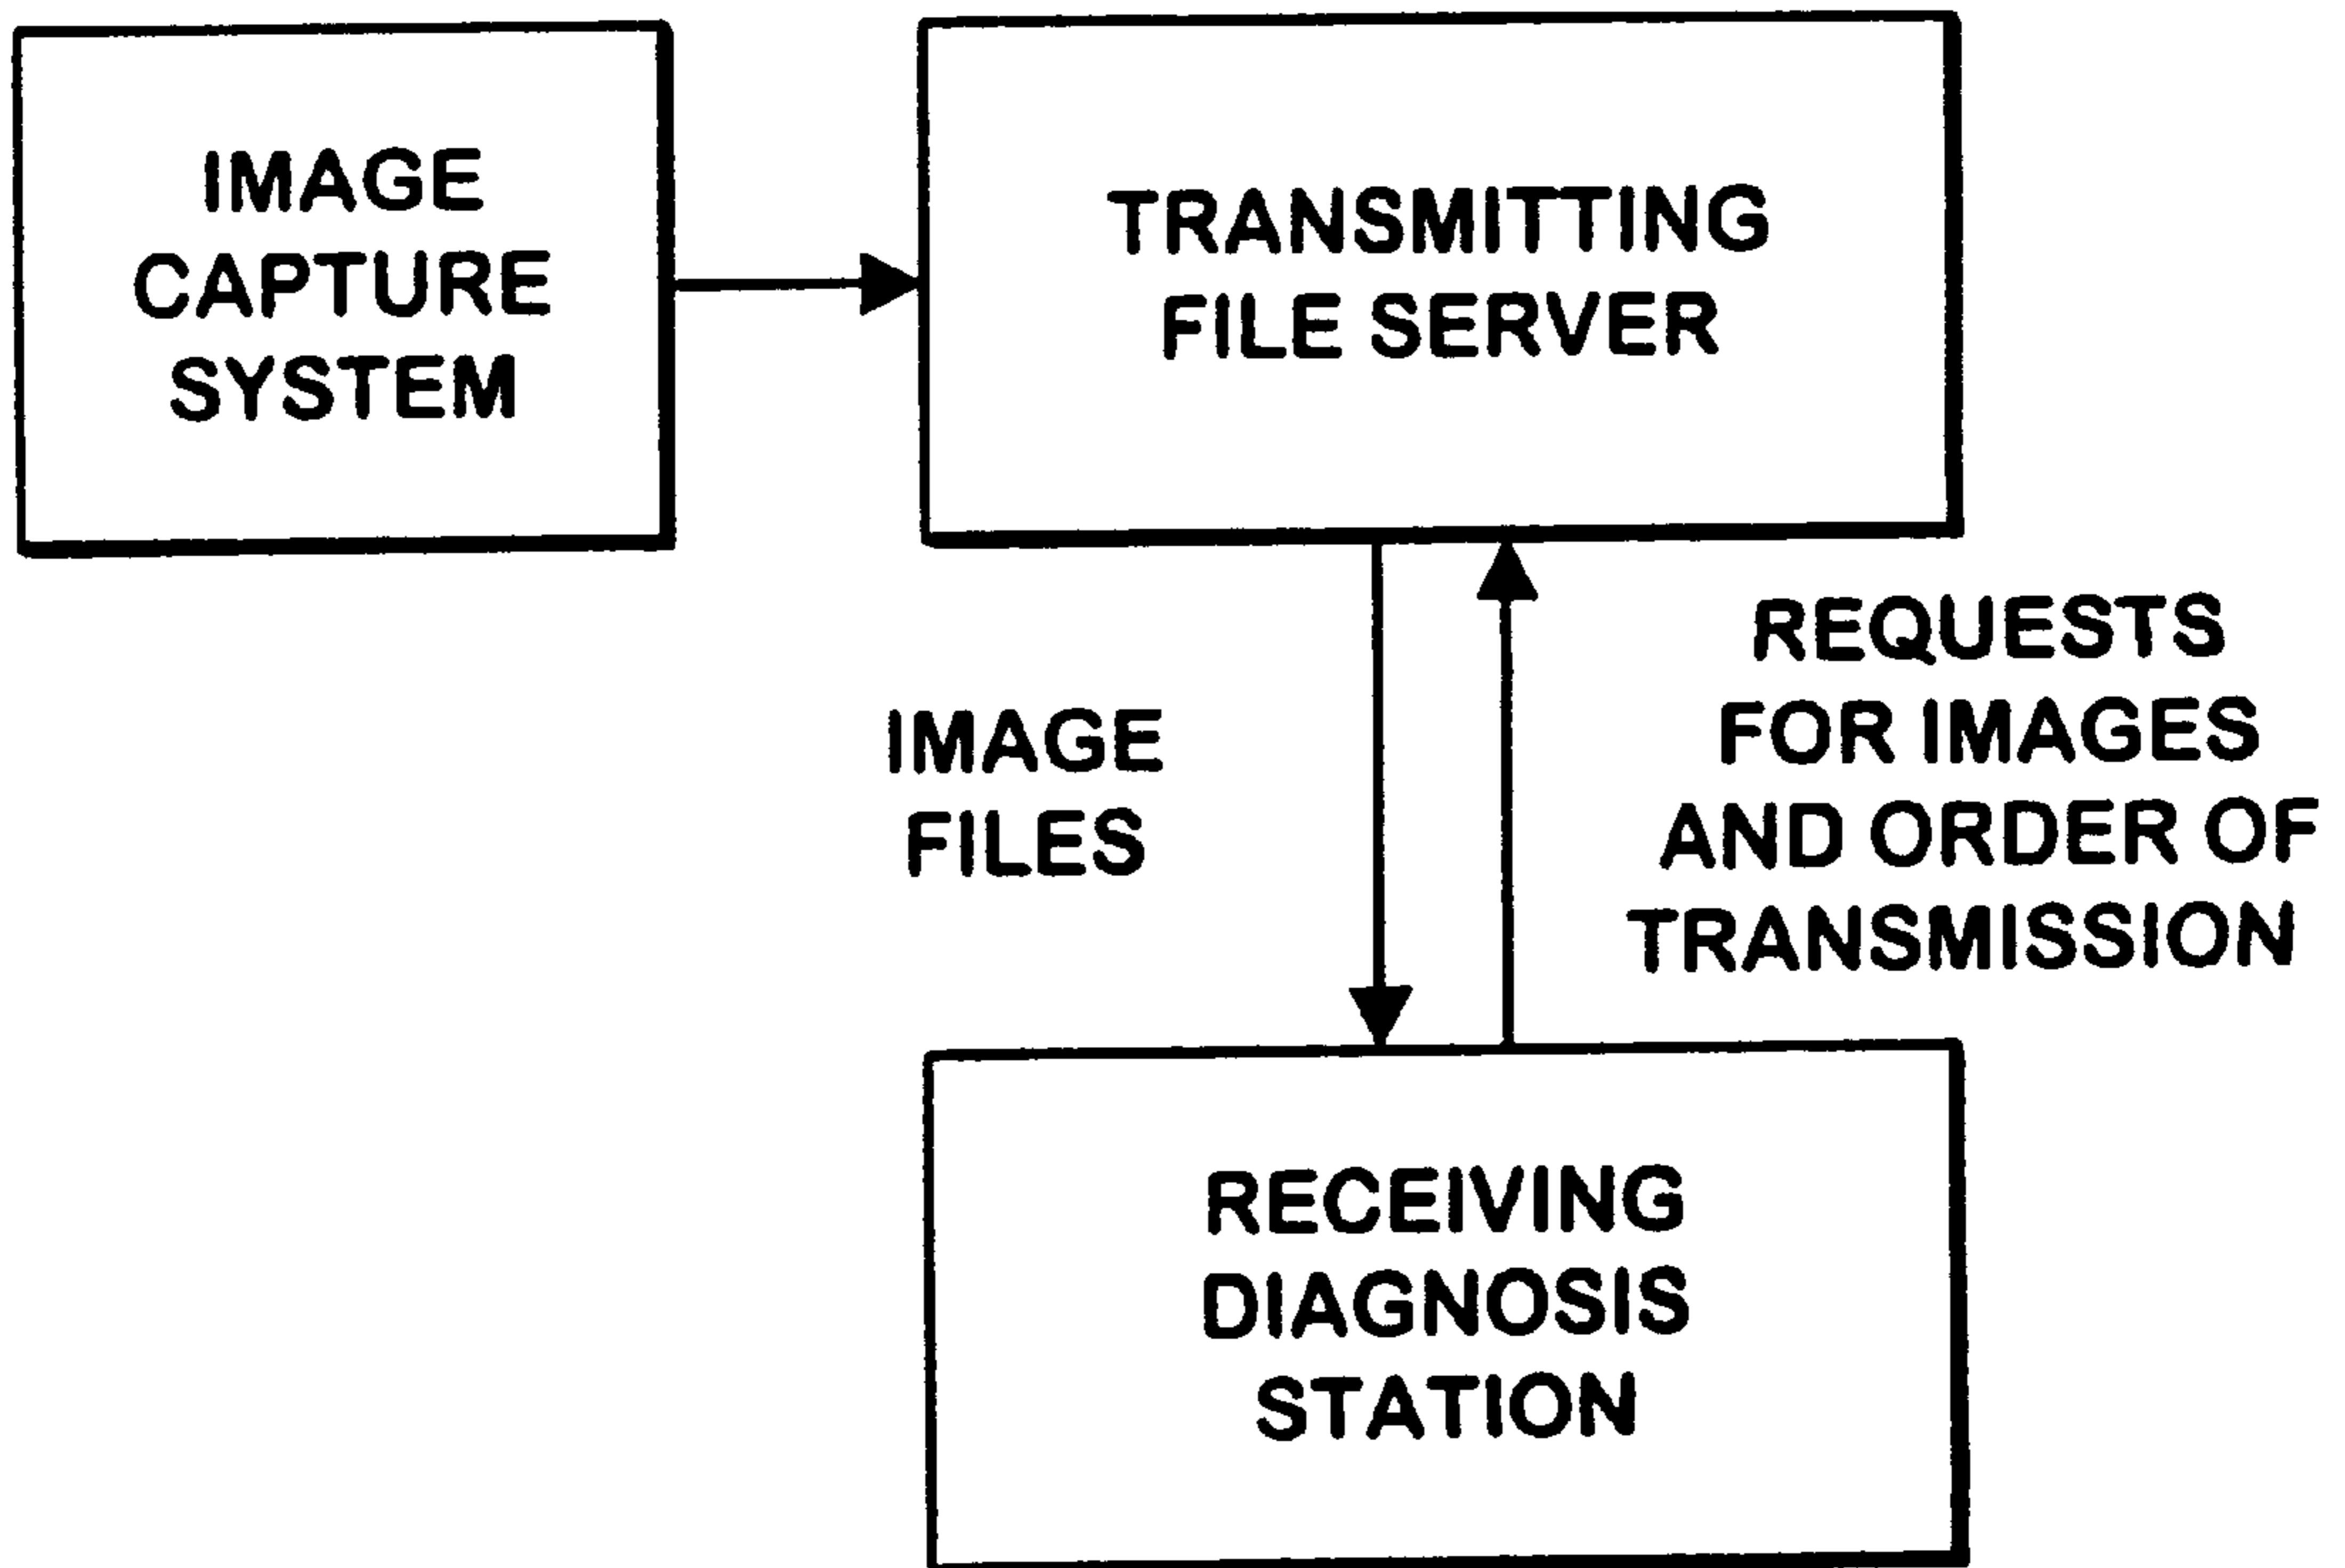 IMAGE
CAPTURE
SYSTEM
TRANSMITTING
FILE SERVER
IMAGE
FILES
REQUESTS
FOR IMAGES
AND ORDER OF
TRANSMISSION
RECEIVING
DIAGNOSIS
STATION